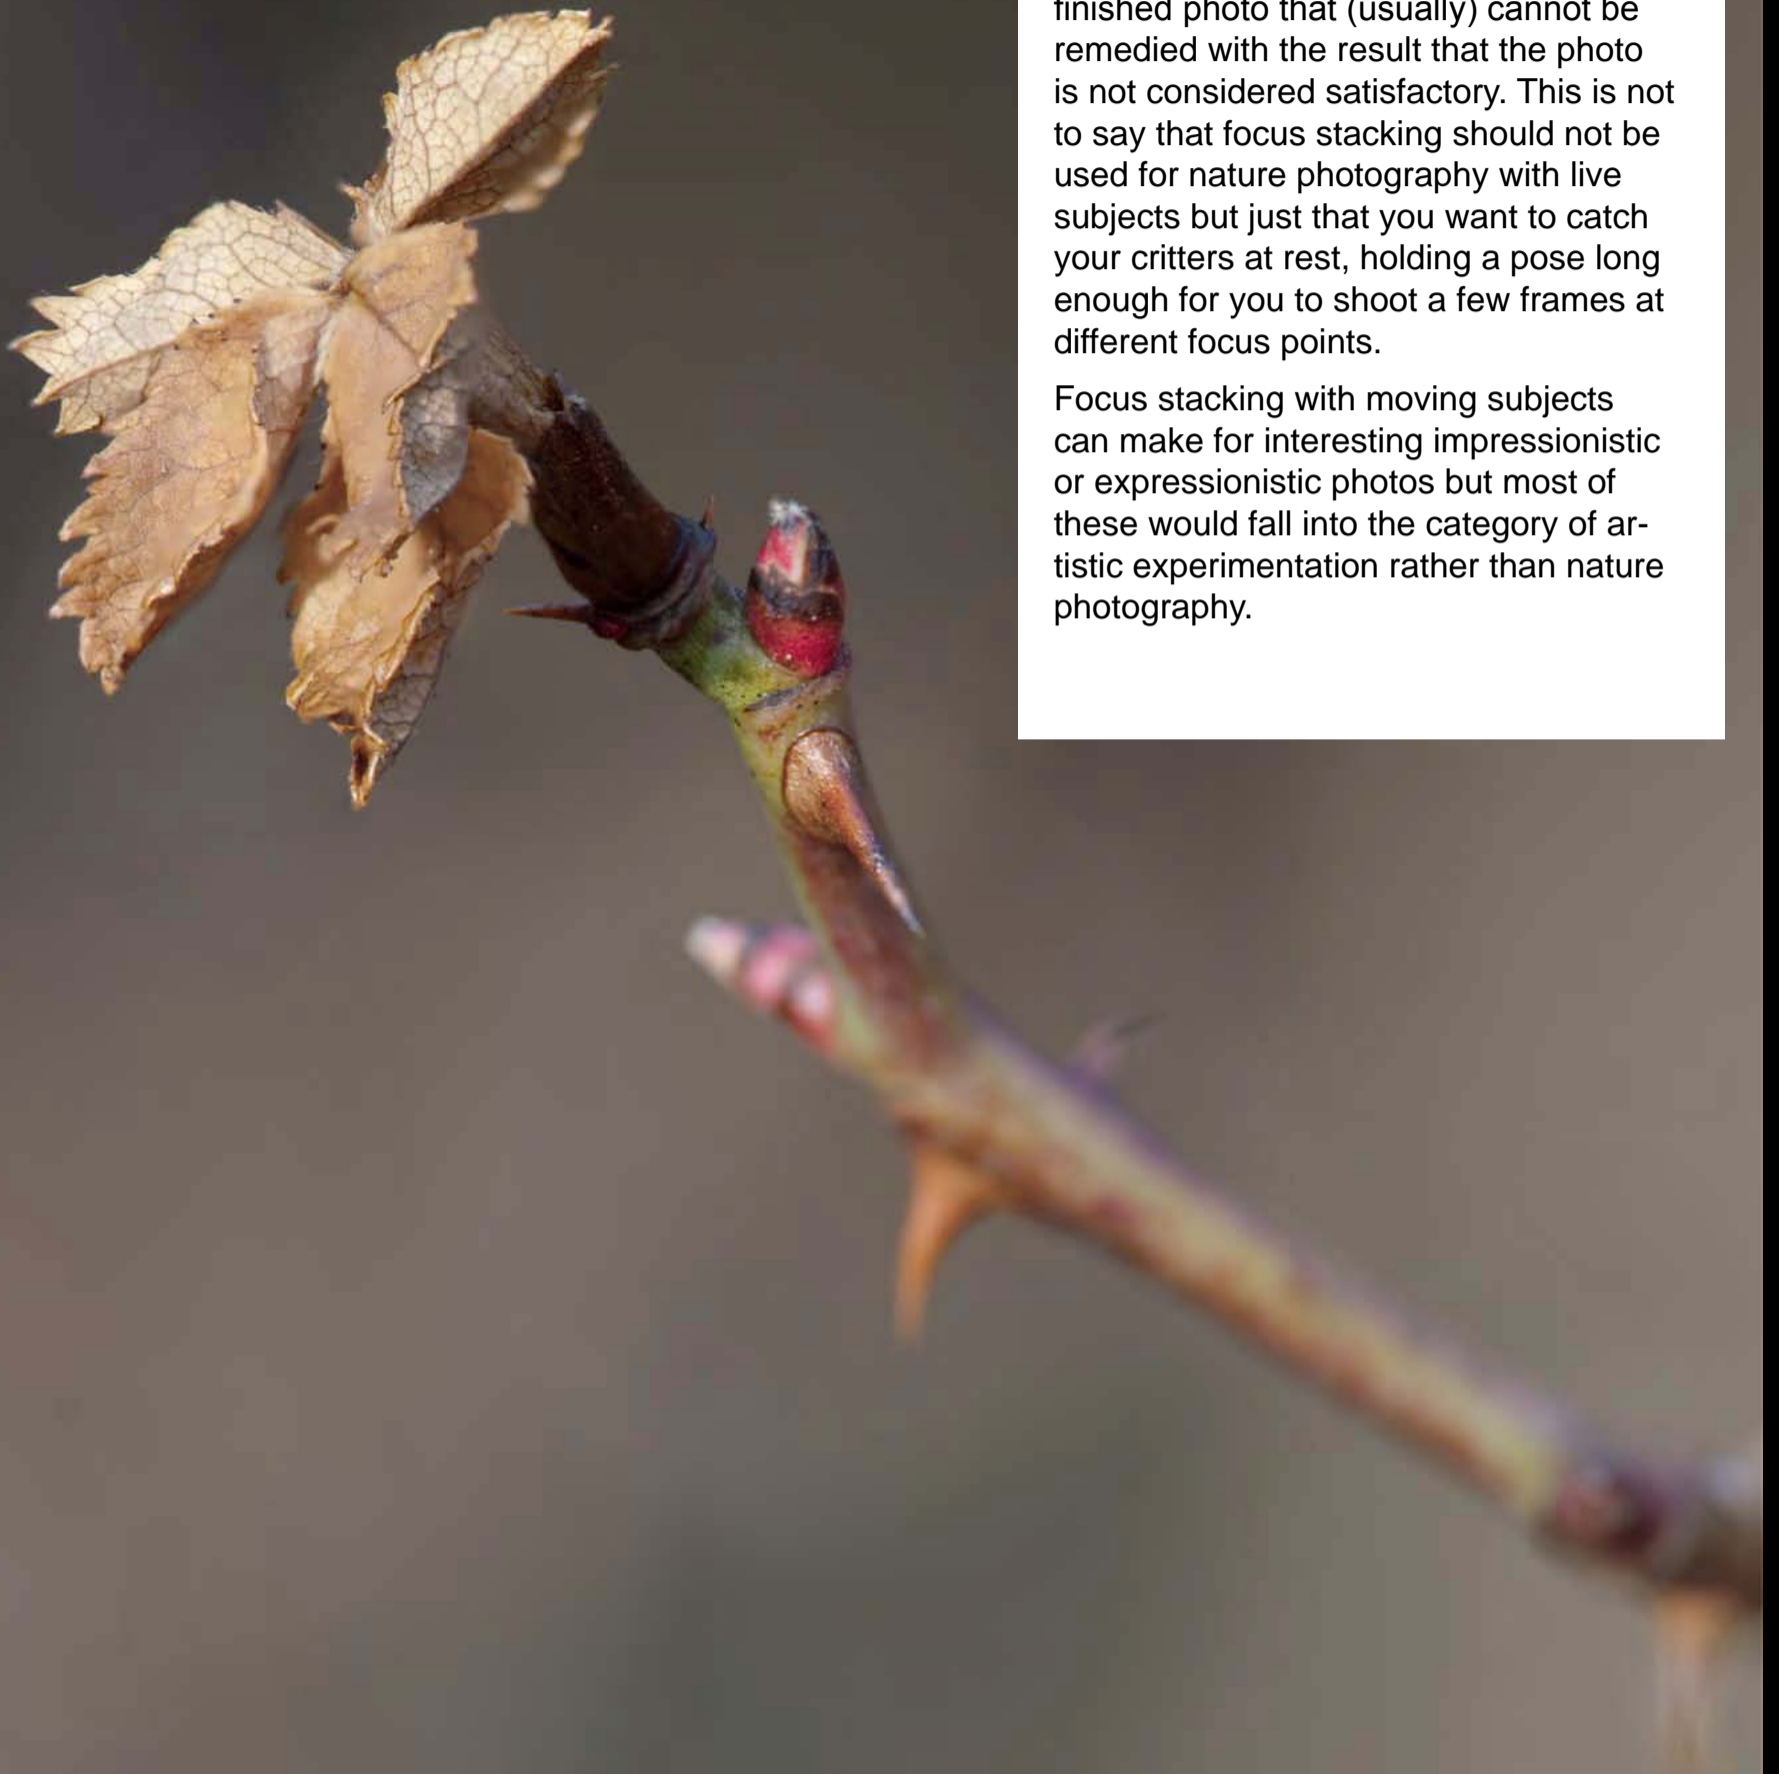 finished photo that (usually) cannot be
remedied with the result that the photo
is not considered satisfactory. This is not
to say that focus stacking should not be
used for nature photography with live
subjects but just that you want to catch
your critters at rest, holding a pose long
enough for you to shoot a few frames at
different focus points.
Focus stacking with moving subjects
can make for interesting impressionistic
or expressionistic photos but most of
these would fall into the category of ar-
tistic experimentation rather than nature
photography.